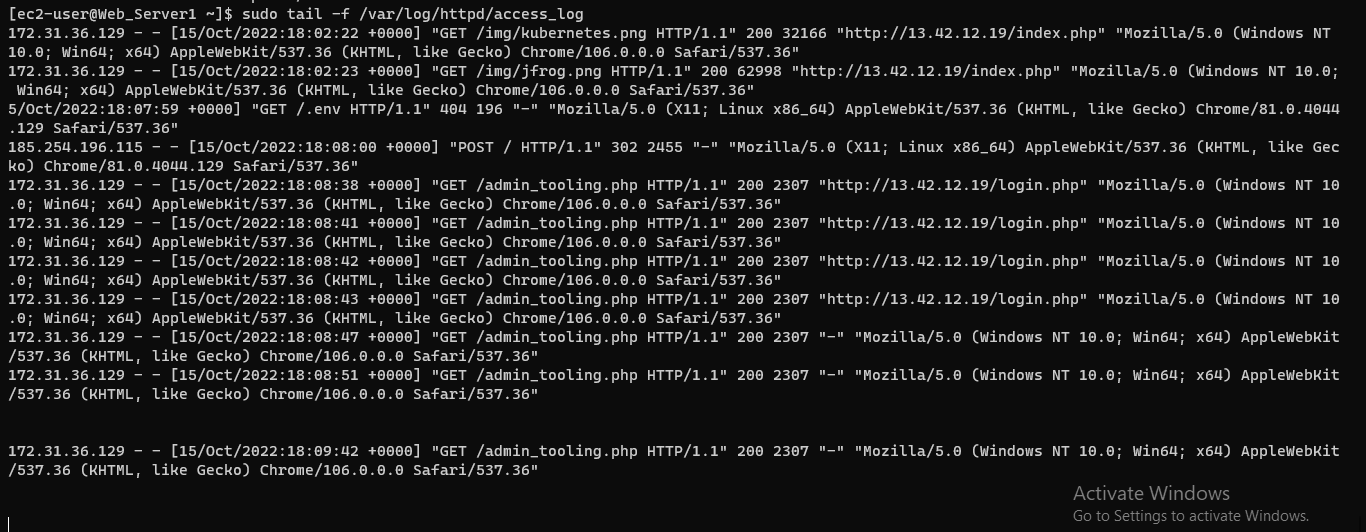 [ec2-user@Web_Server1 ~]$ sudo tail -f /var/log/httpd/access_log
172.31.36.129 - - [15/Oct/2022:18:02:22 +0000] "GET /img/kubernetes.png HTTP/1.1" 200 32166 "http://13.42.12.19/index.php" "Mozilla/5.0 (Windows NT
10.0; Win64; x64) AppleWebKit/537.36 (KHTML, like Gecko) Chrome/106.0.0.0 Safari/537.36"
172.31.36.129 - - [15/Oct/2022:18:02:23 +0000] "GET /img/jfrog.png HTTP/1.1" 200 62998 "http://13.42.12.19/index.php" "Mozilla/5.0 (Windows NT 10.0;
Win64; x64) AppleWebKit/537.36 (KHTML, like Gecko) Chrome/106.0.0.0 Safari/537.36"
5/Oct/2022:18:07:59 +0000] "GET /.env HTTP/1.1" 404 196 "-" "Mozilla/5.0 (X11; Linux x86_64) AppleWebKit/537.36 (KHTML, like Gecko) Chrome/81.0.4044
.129 Safari/537.36"
185.254.196.115 - - [15/Oct/2022:18:08:00 +0000] "POST / HTTP/1.1" 302 2455 "-" "Mozilla/5.0 (X11; Linux x86_64) AppleWebKit/537.36 (KHTML, like Gec
ko) Chrome/81.0.4044.129 Safari/537.36"
172.31.36.129 - - [15/Oct/2022:18:08:38 +0000] "GET /admin_tooling.php HTTP/1.1" 200 2307 "http://13.42.12.19/login.php" "Mozilla/5.0 (Windows NT 10
.0; Win64; x64) AppleWebKit/537.36 (KHTML, like Gecko) Chrome/106.0.0.0 Safari/537.36"
172.31.36.129 - - [15/Oct/2022:18:08:41 +0000] "GET /admin_tooling.php HTTP/1.1" 200 2307 "http://13.42.12.19/login.php" "Mozilla/5.0 (Windows NT 10
.0; Win64; x64) AppleWebKit/537.36 (KHTML, like Gecko) Chrome/106.0.0.0 Safari/537.36"
172.31.36.129 - - [15/Oct/2022:18:08:42 +0000] "GET /admin_tooling.php HTTP/1.1" 200 2307 "http://13.42.12.19/login.php" "Mozilla/5.0 (Windows NT 10
.0; Win64; x64) AppleWebKit/537.36 (KHTML, like Gecko) Chrome/106.0.0.0 Safari/537.36"
172.31.36.129 - - [15/Oct/2022:18:08:43 +0000] "GET /admin_tooling.php HTTP/1.1" 200 2307 "http://13.42.12.19/login.php" "Mozilla/5.0 (Windows NT 10
.0; Win64; x64) AppleWebKit/537.36 (KHTML, like Gecko) Chrome/106.0.0.0 Safari/537.36"
172.31.36.129 - - [15/Oct/2022:18:08:47 +0000] "GET /admin_tooling.php HTTP/1.1" 200 2307 "-" "Mozilla/5.0 (Windows NT 10.0; Win64; x64) AppleWebKit
/537.36 (KHTML, like Gecko) Chrome/106.0.0.0 Safari/537.36"
172.31.36.129 - - [15/Oct/2022:18:08:51 +0000] "GET /admin_tooling.php HTTP/1.1" 200 2307 "-" "Mozilla/5.0 (Windows NT 10.0; Win64; x64) AppleWebKit
/537.36 (KHTML, like Gecko) Chrome/106.0.0.0 Safari/537.36"
172.31.36.129 - - [15/Oct/2022:18:09:42 +0000] "GET /admin_tooling.php HTTP/1.1" 200 2307 "-" "Mozilla/5.0 (Windows NT 10.0; Win64; x64) AppleWebKit
/537.36 (KHTML, like Gecko) Chrome/106.0.0.0 Safari/537.36"
Activate Windows
Go to Settings to activate Windows.